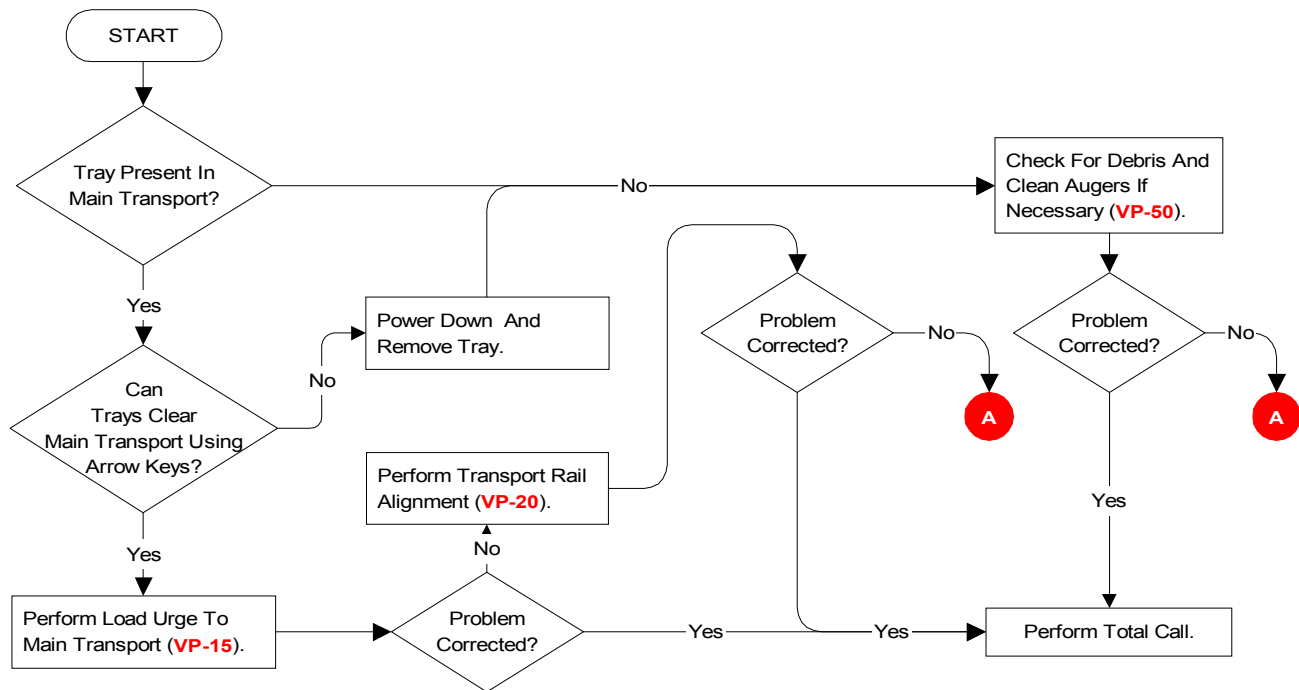 START
Tray Present In
Main Transport?
No
Check For Debris And
Clean Augers If
Necessary (VP-50).
Yes
Power Down And
Remove Tray.
Problem
Corrected?
No
A
Problem
Corrected?
No
A
Can
Trays Clear
Main Transport Using
Arrow Keys?
No
Perform Transport Rail
Alignment (VP-20).
Yes
Yes
No
Perform Load Urge To
Main Transport (VP-15).
Problem
Corrected?
Yes
Yes
Perform Total Call.